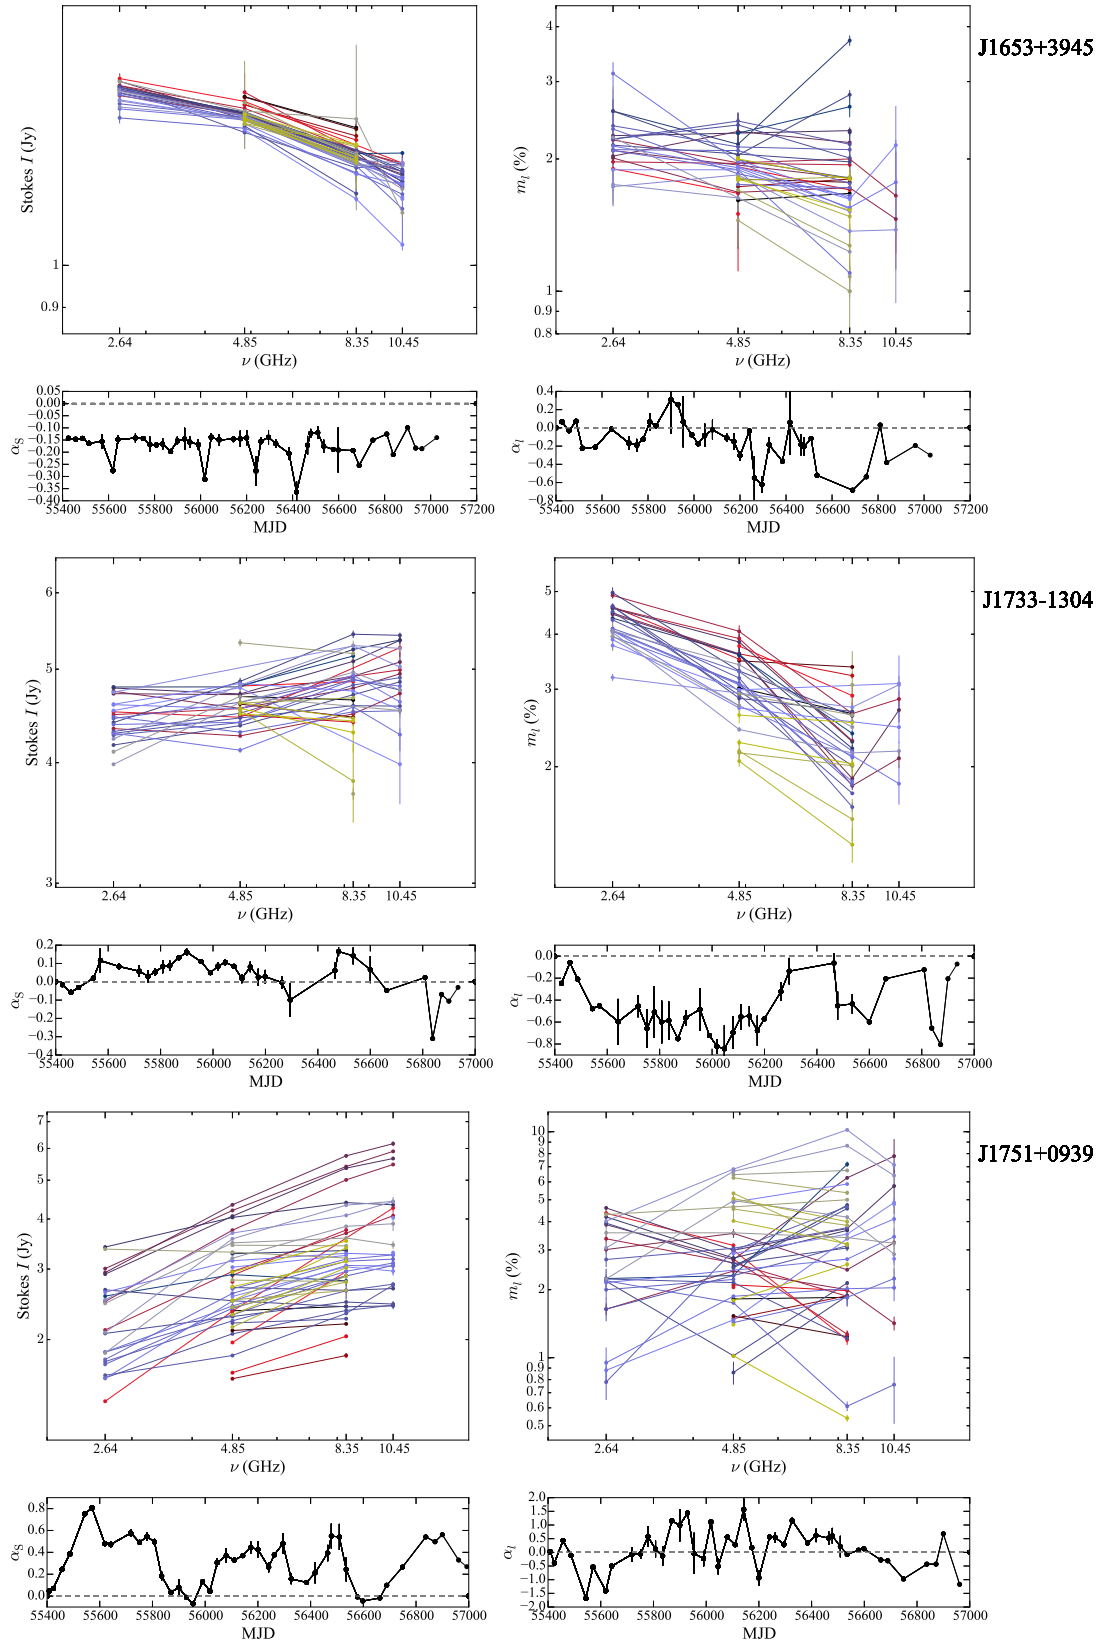 J1653+3945
Stokes I (Jy)
1
0.9
2.64 4.85 8.35 10.45
ν (GHz)
m_l (%)
4
3
2
1
0.9
0.8
2.64 4.85 8.35 10.45
ν (GHz)
α_S
0.05
0.00
−0.05
−0.10
−0.15
−0.20
−0.25
−0.30
−0.35
−0.40
55400 55600 55800 56000 56200 56400 56600 56800 57000 57200
MJD
α_l
0.4
0.2
0.0
−0.2
−0.4
−0.6
−0.8
55400 55600 55800 56000 56200 56400 56600 56800 57000 57200
MJD
J1733-1304
Stokes I (Jy)
6
5
4
3
2.64 4.85 8.35 10.45
ν (GHz)
m_l (%)
5
4
3
2
2.64 4.85 8.35 10.45
ν (GHz)
α_S
0.2
0.1
0.0
−0.1
−0.2
−0.3
−0.4
55400 55600 55800 56000 56200 56400 56600 56800 57000
MJD
α_l
0.0
−0.2
−0.4
−0.6
−0.8
55400 55600 55800 56000 56200 56400 56600 56800 57000
MJD
J1751+0939
Stokes I (Jy)
7
6
5
4
3
2
2.64 4.85 8.35 10.45
ν (GHz)
m_l (%)
10
9
8
7
6
5
4
3
2
1
0.9
0.8
0.7
0.6
0.5
2.64 4.85 8.35 10.45
ν (GHz)
α_S
0.8
0.6
0.4
0.2
0.0
55400 55600 55800 56000 56200 56400 56600 56800 57000
MJD
α_l
2.0
1.5
1.0
0.5
0.0
−0.5
−1.0
−1.5
−2.0
55400 55600 55800 56000 56200 56400 56600 56800 57000
MJD